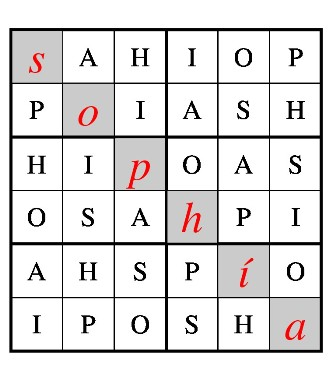 s A H I O P
P o I A S H
H I p O A S
O S A h P I
A H S P í O
I P O S H a